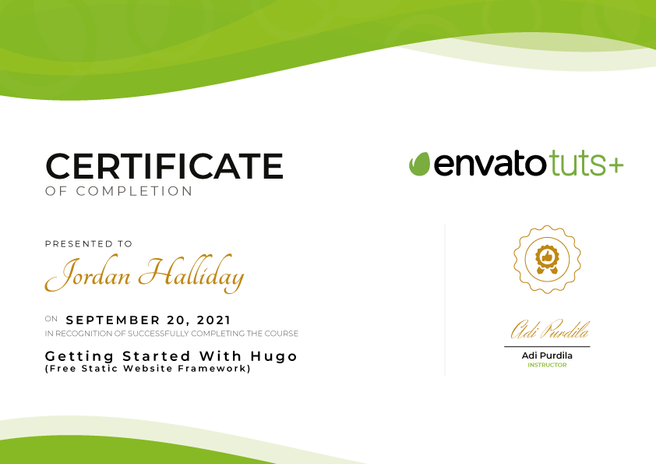 CERTIFICATE
OF COMPLETION
envatotuts+
PRESENTED TO
Jordan Halliday
ON SEPTEMBER 20, 2021
IN RECOGNITION OF SUCCESSFULLY COMPLETING THE COURSE
Getting Started With Hugo
(Free Static Website Framework)
Adi Purdila
Adi Purdila
INSTRUCTOR